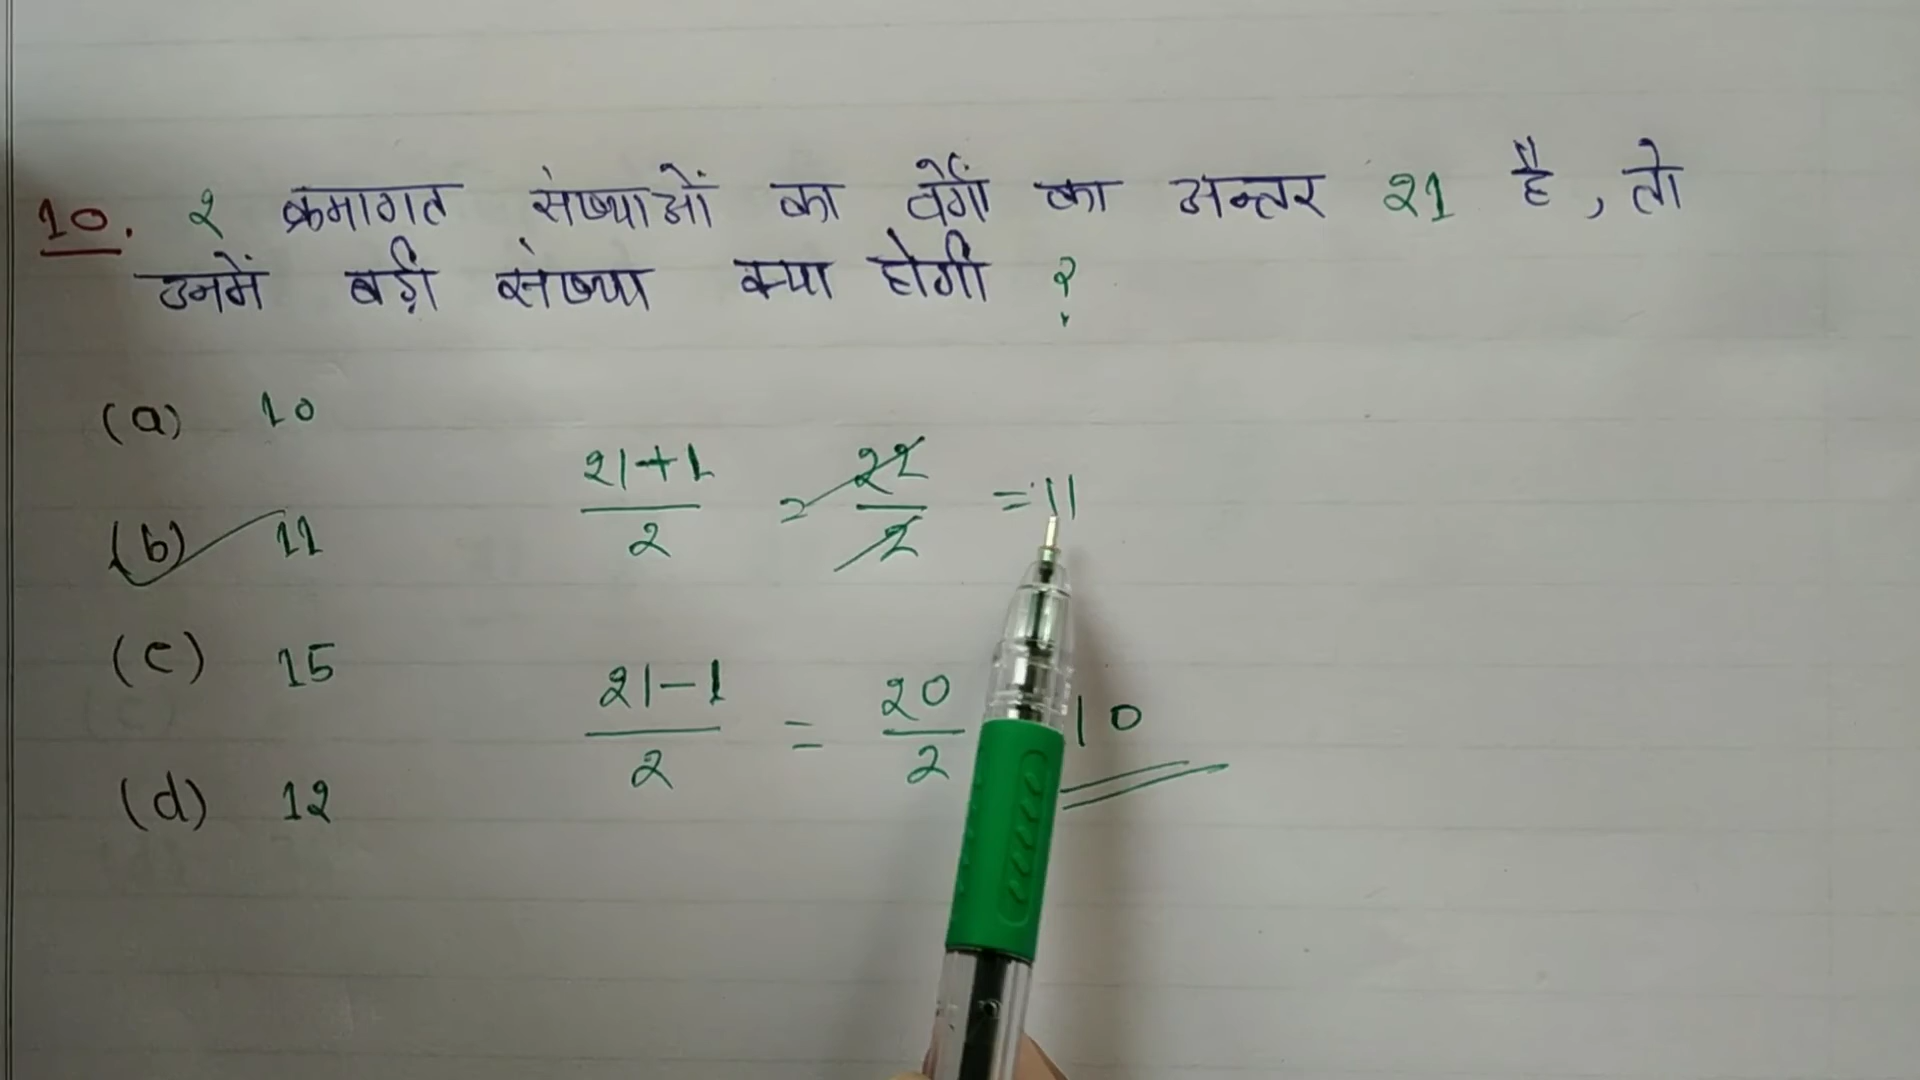 10. 2 क्रमागत संख्याओं का वर्गों का अन्तर 21 है, तो
उनमें बड़ी संख्या क्या होगी ?
(a) 10
(b) 11
(c) 15
(d) 12
21+1/2 = 22/2 = 11
21-1/2 = 20/2 10